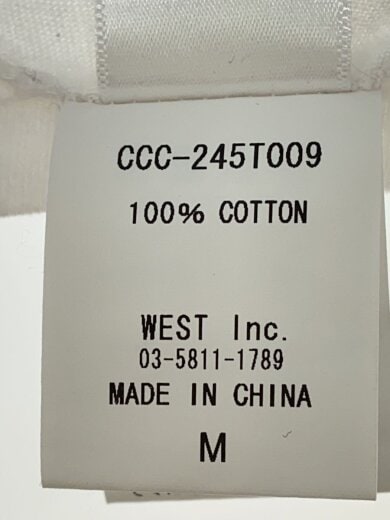 CCC-245T009
100% COTTON
WEST Inc.
03-5811-1789
MADE IN CHINA
M